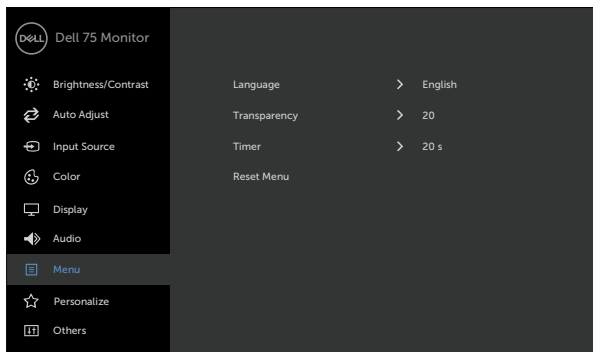 DELL Dell 75 Monitor
Brightness/Contrast
Auto Adjust
Input Source
Color
Display
Audio
Menu
Personalize
Others
Language > English
Transparency > 20
Timer > 20 s
Reset Menu